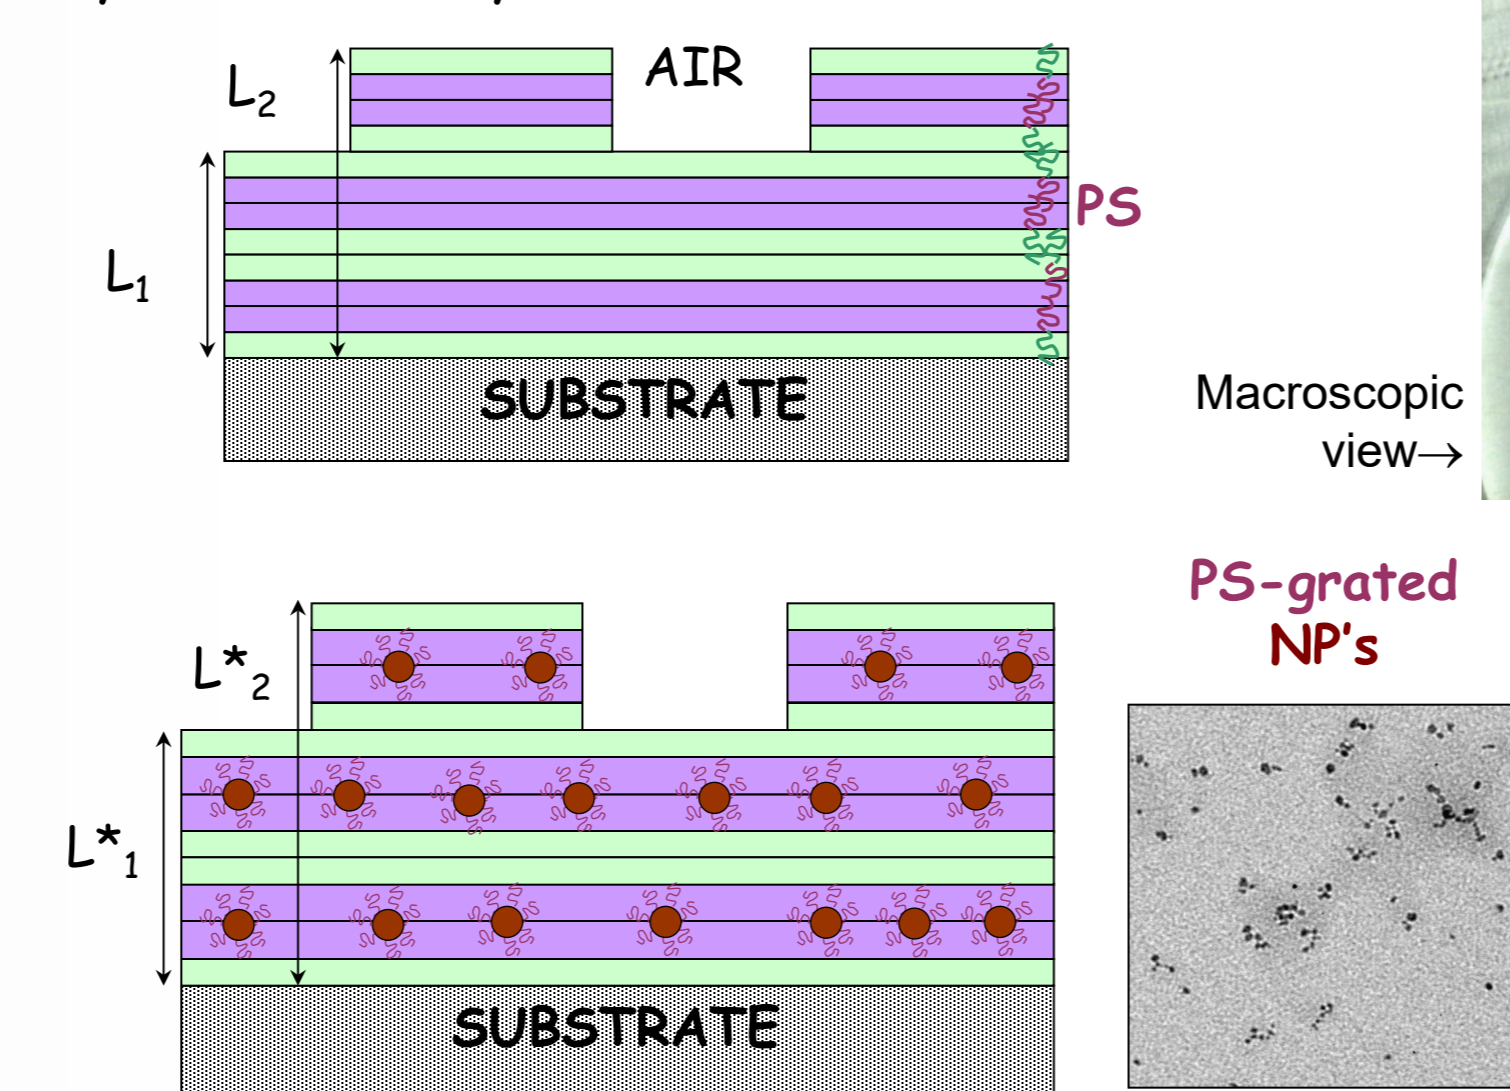 L2
AIR
PS
L1
SUBSTRATE
Macroscopic
view→
PS-grated
NP's
L*2
L*1
SUBSTRATE